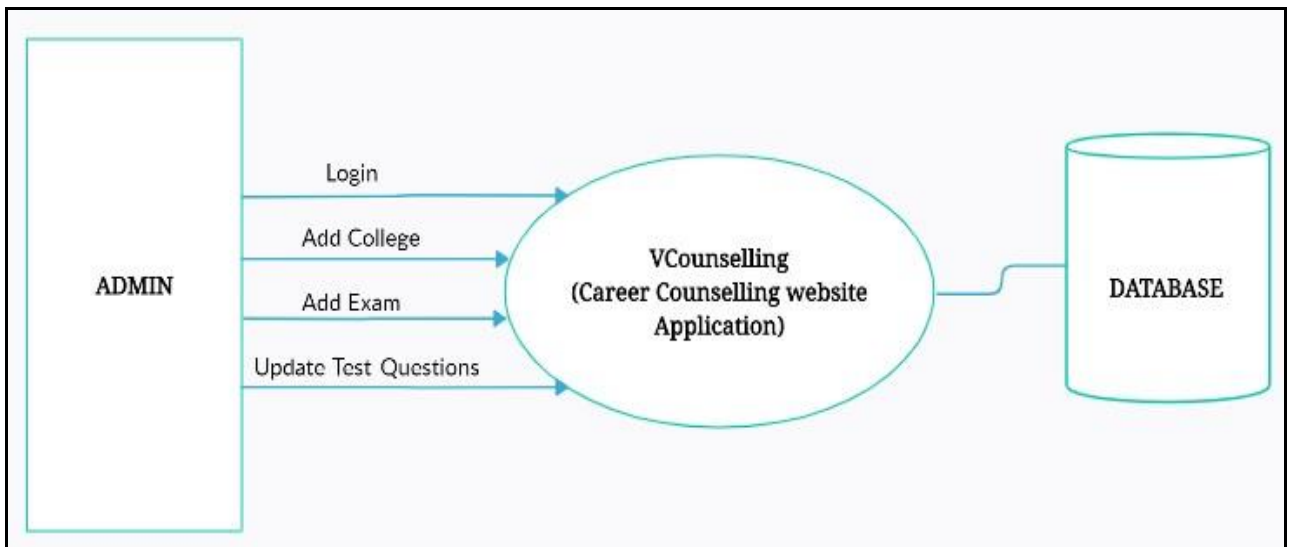 Login
Add College
ADMIN
Add Exam
Update Test Questions
VCounselling
(Career Counselling website
Application)
DATABASE